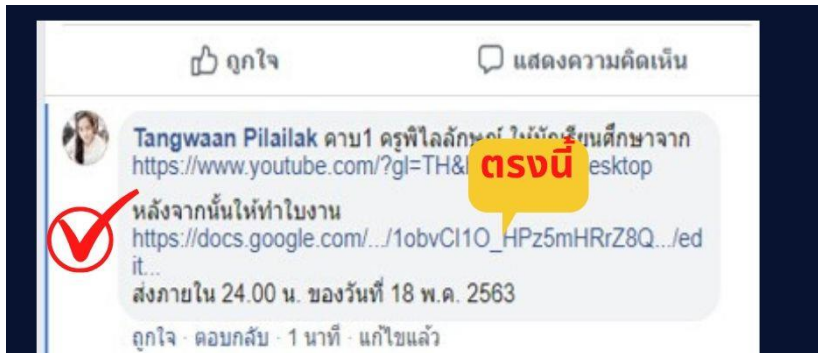 ถูกใจ แสดงความคิดเห็น
Tangwaan Pilailak คาบ1 ครูพิไลลักษณ์ ให้นักเรียนศึกษาจาก
https://www.youtube.com/?gl=TH& esktop
ตรงนี้
หลังจากนั้นให้ทำใบงาน
https://docs.google.com/.../1obvCI1O_HPz5mHRrZ8Q.../ed
it...
ส่งภายใน 24.00 น. ของวันที่ 18 พ.ค. 2563
ถูกใจ · ตอบกลับ · 1 นาที · แก้ไขแล้ว